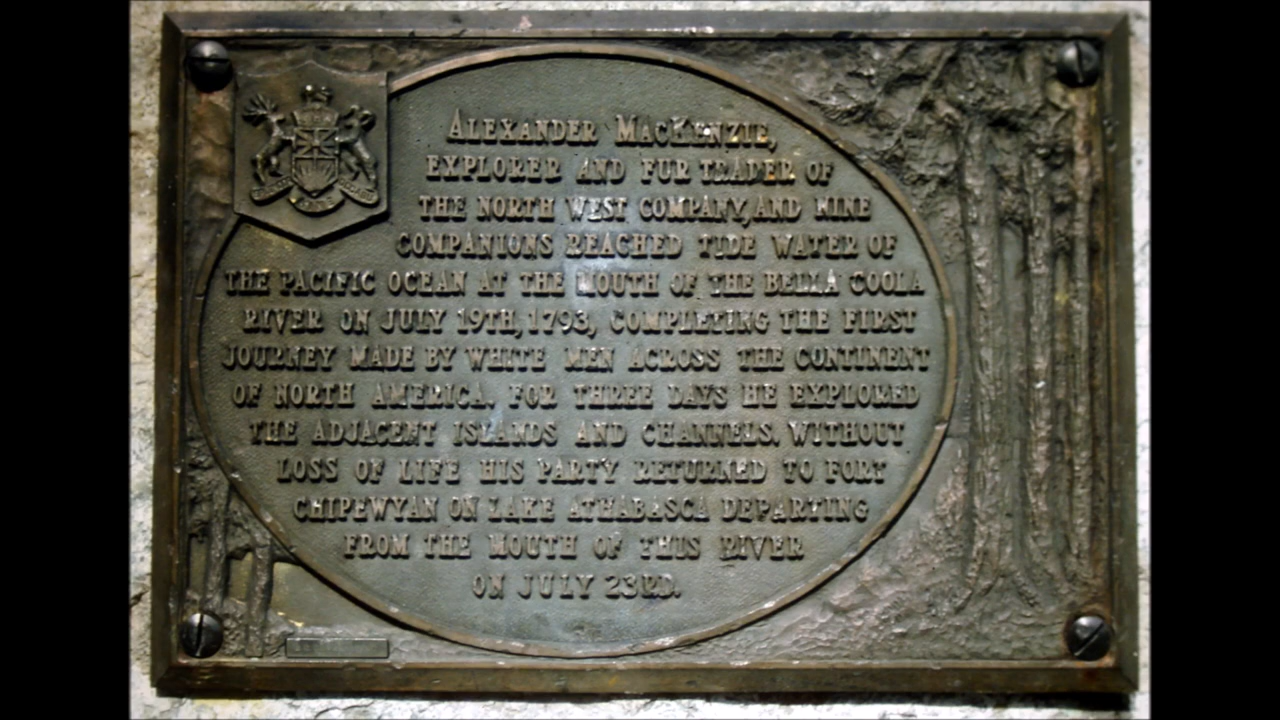 ALEXANDER MACKENZIE,
EXPLORER AND FUR TRADER OF
THE NORTH WEST COMPANY, AND NINE
COMPANIONS REACHED TIDE WATER OF
THE PACIFIC OCEAN AT THE MOUTH OF THE BELLA COOLA
RIVER ON JULY 19TH, 1793, COMPLETING THE FIRST
JOURNEY MADE BY WHITE MEN ACROSS THE CONTINENT
OF NORTH AMERICA. FOR THREE DAYS HE EXPLORED
THE ADJACENT ISLANDS AND CHANNELS. WITHOUT
LOSS OF LIFE HIS PARTY RETURNED TO FORT
CHIPEWYAN ON LAKE ATHABASCA DEPARTING
FROM THE MOUTH OF THIS RIVER
ON JULY 23RD.